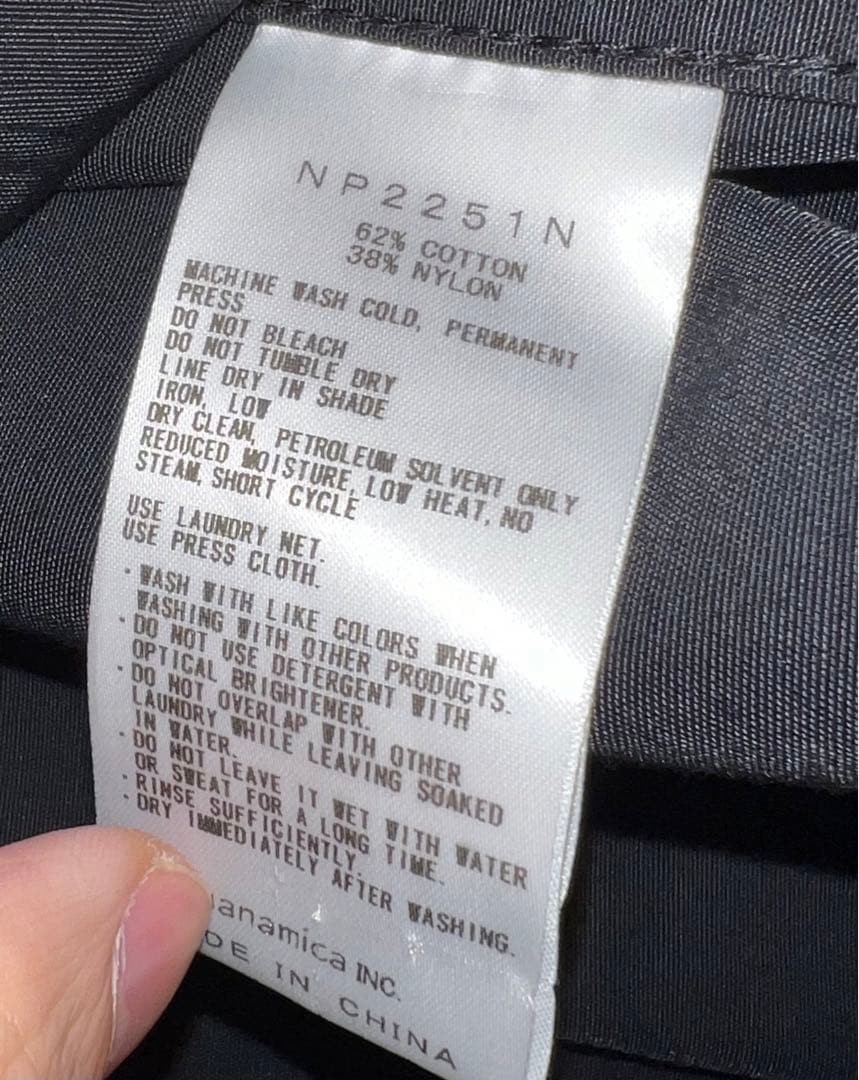 NP2251N
62% COTTON
38% NYLON
MACHINE WASH COLD, PERMANENT
PRESS
DO NOT BLEACH
DO NOT TUMBLE DRY
LINE DRY IN SHADE
IRON, LOW
DRY CLEAN, PETROLEUM SOLVENT ONLY
REDUCED MOISTURE, LOW HEAT, NO
STEAM, SHORT CYCLE
USE LAUNDRY NET.
USE PRESS CLOTH.
・WASH WITH LIKE COLORS WHEN
WASHING WITH OTHER PRODUCTS.
・DO NOT USE DETERGENT WITH
OPTICAL BRIGHTENER.
・DO NOT OVERLAP WITH OTHER
LAUNDRY WHILE LEAVING SOAKED
IN WATER.
・DO NOT LEAVE IT WET WITH WATER
OR SWEAT FOR A LONG TIME.
・RINSE SUFFICIENTLY.
・DRY IMMEDIATELY AFTER WASHING.
anamica INC.
DE IN CHINA